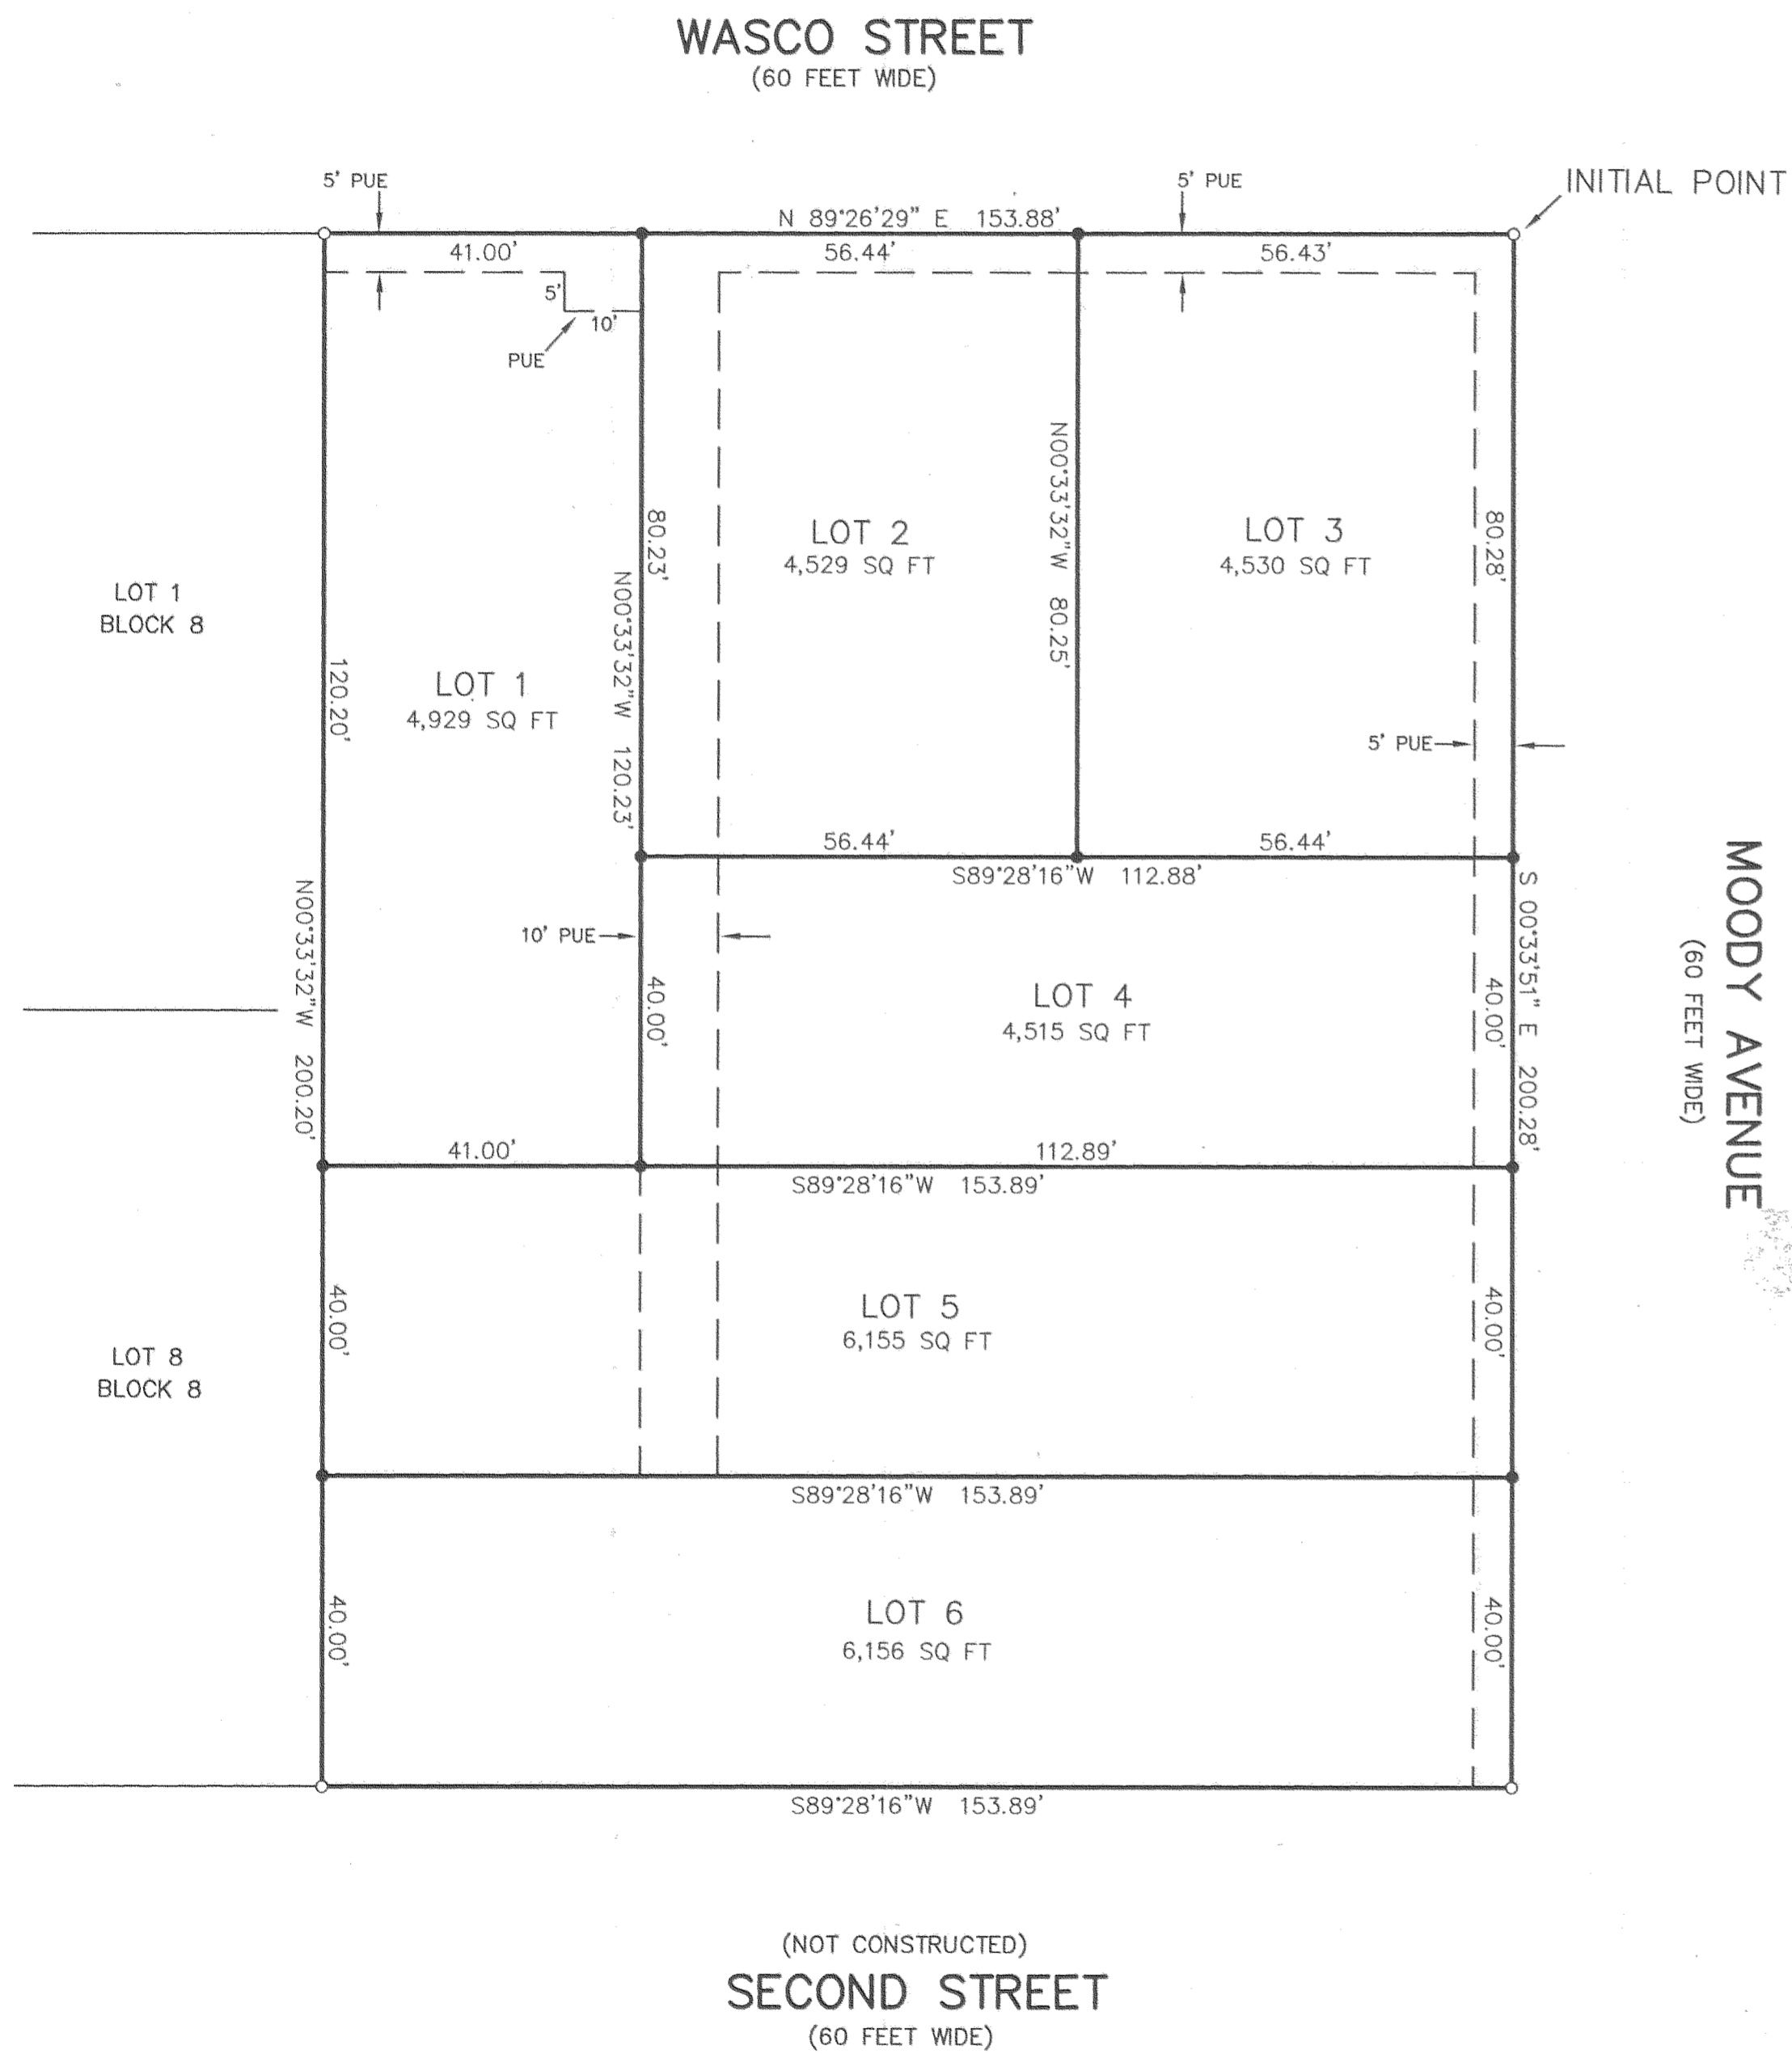 WASCO STREET
(60 FEET WIDE)
INITIAL POINT
5' PUE
5' PUE
N 89°26'29" E 153.88'
41.00'
56.44'
56.43'
5'
10'
PUE
LOT 1
BLOCK 8
120.20'
LOT 1
4,929 SQ FT
80.23'
N00°33'32"W 120.23'
LOT 2
4,529 SQ FT
N00°33'32"W 80.25'
LOT 3
4,530 SQ FT
80.28'
5' PUE
56.44'
56.44'
S89°28'16"W 112.88'
N00°33'32"W 200.20'
10' PUE
40.00'
LOT 4
4,515 SQ FT
40.00'
S 00°33'51" E 200.28'
MOODY AVENUE
(60 FEET WIDE)
41.00'
112.89'
S89°28'16"W 153.89'
40.00'
LOT 5
6,155 SQ FT
40.00'
LOT 8
BLOCK 8
S89°28'16"W 153.89'
40.00'
LOT 6
6,156 SQ FT
40.00'
S89°28'16"W 153.89'
(NOT CONSTRUCTED)
SECOND STREET
(60 FEET WIDE)